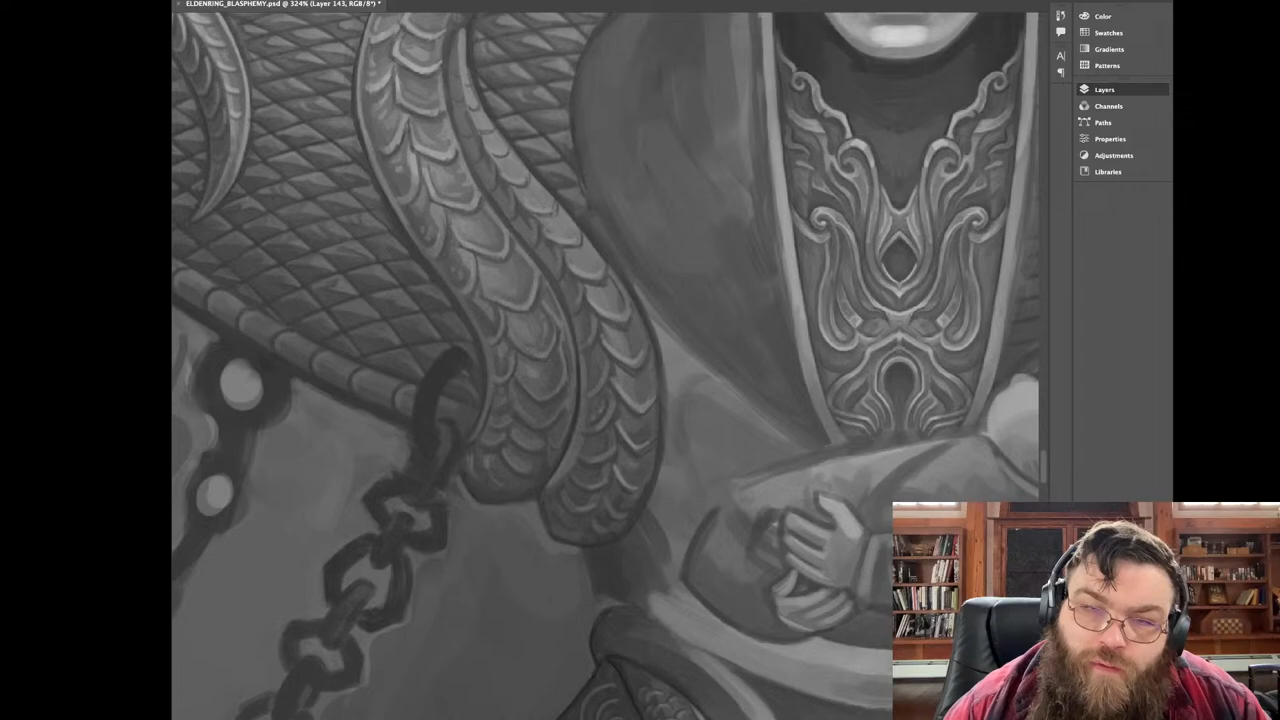 × ELDENRING_BLASPHEMY.psd @ 324% (Layer 143, RGB/8*) *
Color
Swatches
Gradients
Patterns
Layers
Channels
Paths
Properties
Adjustments
Libraries